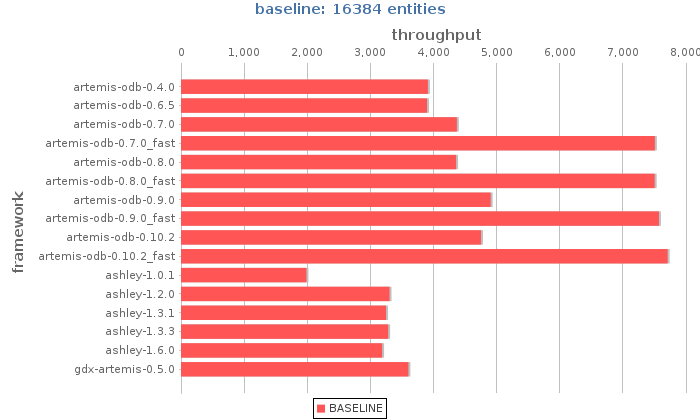 baseline: 16384 entities
throughput
0 1,000 2,000 3,000 4,000 5,000 6,000 7,000 8,000
framework
artemis-odb-0.4.0
artemis-odb-0.6.5
artemis-odb-0.7.0
artemis-odb-0.7.0_fast
artemis-odb-0.8.0
artemis-odb-0.8.0_fast
artemis-odb-0.9.0
artemis-odb-0.9.0_fast
artemis-odb-0.10.2
artemis-odb-0.10.2_fast
ashley-1.0.1
ashley-1.2.0
ashley-1.3.1
ashley-1.3.3
ashley-1.6.0
gdx-artemis-0.5.0
BASELINE